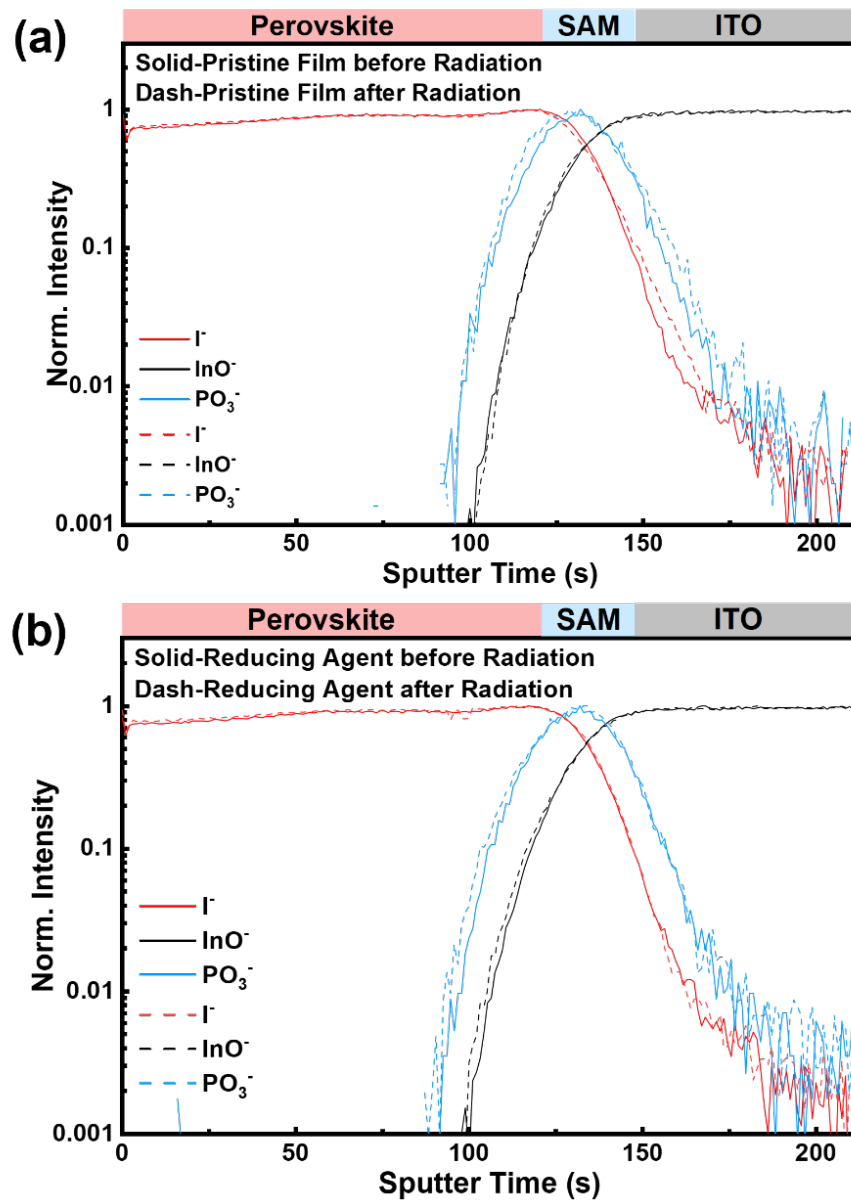 (a)
Perovskite SAM ITO
Solid-Pristine Film before Radiation
Dash-Pristine Film after Radiation
1
0.1
0.01
0.001
Norm. Intensity
I⁻
InO⁻
PO₃⁻
I⁻
InO⁻
PO₃⁻
0 50 100 150 200
Sputter Time (s)
(b)
Perovskite SAM ITO
Solid-Reducing Agent before Radiation
Dash-Reducing Agent after Radiation
1
0.1
0.01
0.001
Norm. Intensity
I⁻
InO⁻
PO₃⁻
I⁻
InO⁻
PO₃⁻
0 50 100 150 200
Sputter Time (s)